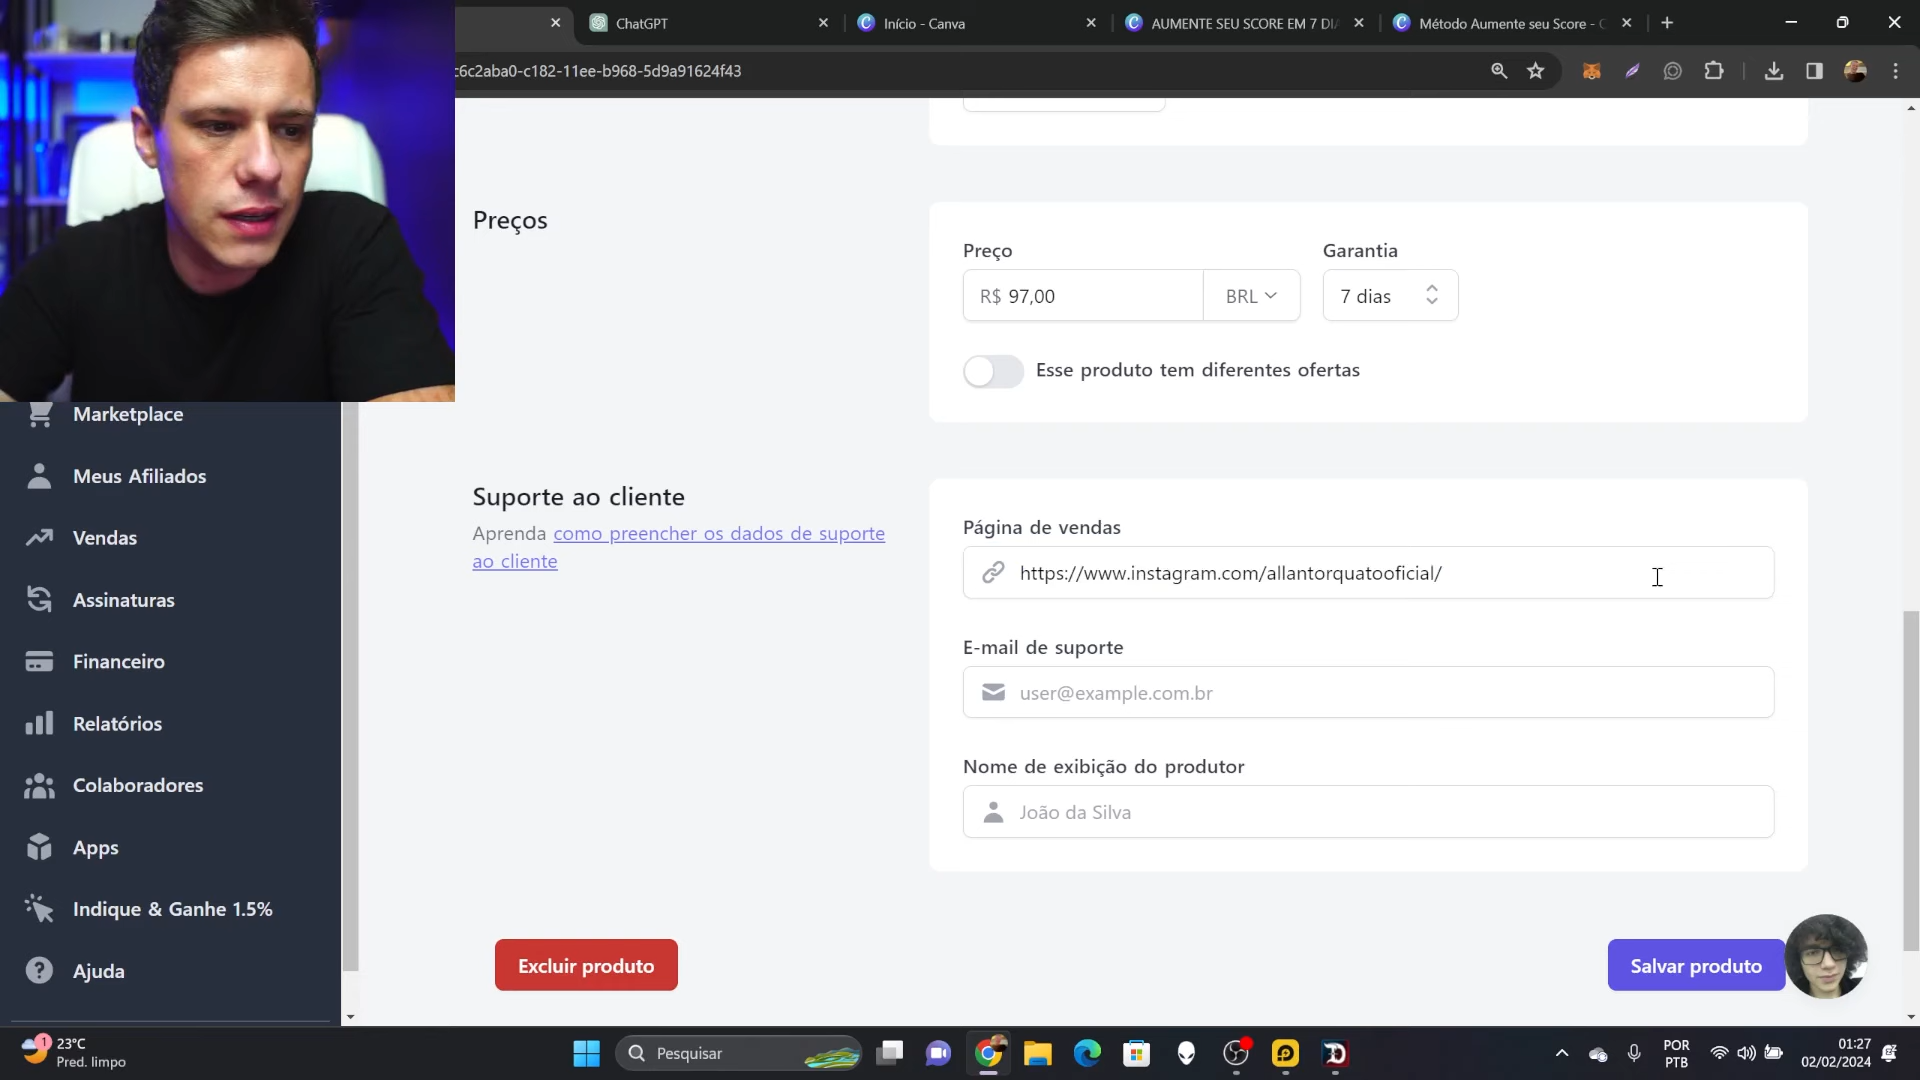 ChatGPT
Início - Canva
AUMENTE SEU SCORE EM 7 DI
Método Aumente seu Score - C
c6c2aba0-c182-11ee-b968-5d9a91624f43
Preços
Preço
Garantia
R$ 97,00
BRL
7 dias
Esse produto tem diferentes ofertas
Marketplace
Meus Afiliados
Vendas
Assinaturas
Financeiro
Relatórios
Colaboradores
Apps
Indique & Ganhe 1.5%
Ajuda
Suporte ao cliente
Aprenda como preencher os dados de suporte
ao cliente
Página de vendas
https://www.instagram.com/allantorquatooficial/
E-mail de suporte
user@example.com.br
Nome de exibição do produtor
João da Silva
Excluir produto
Salvar produto
1
23°C
Pred. limpo
Pesquisar
POR
PTB
01:27
02/02/2024